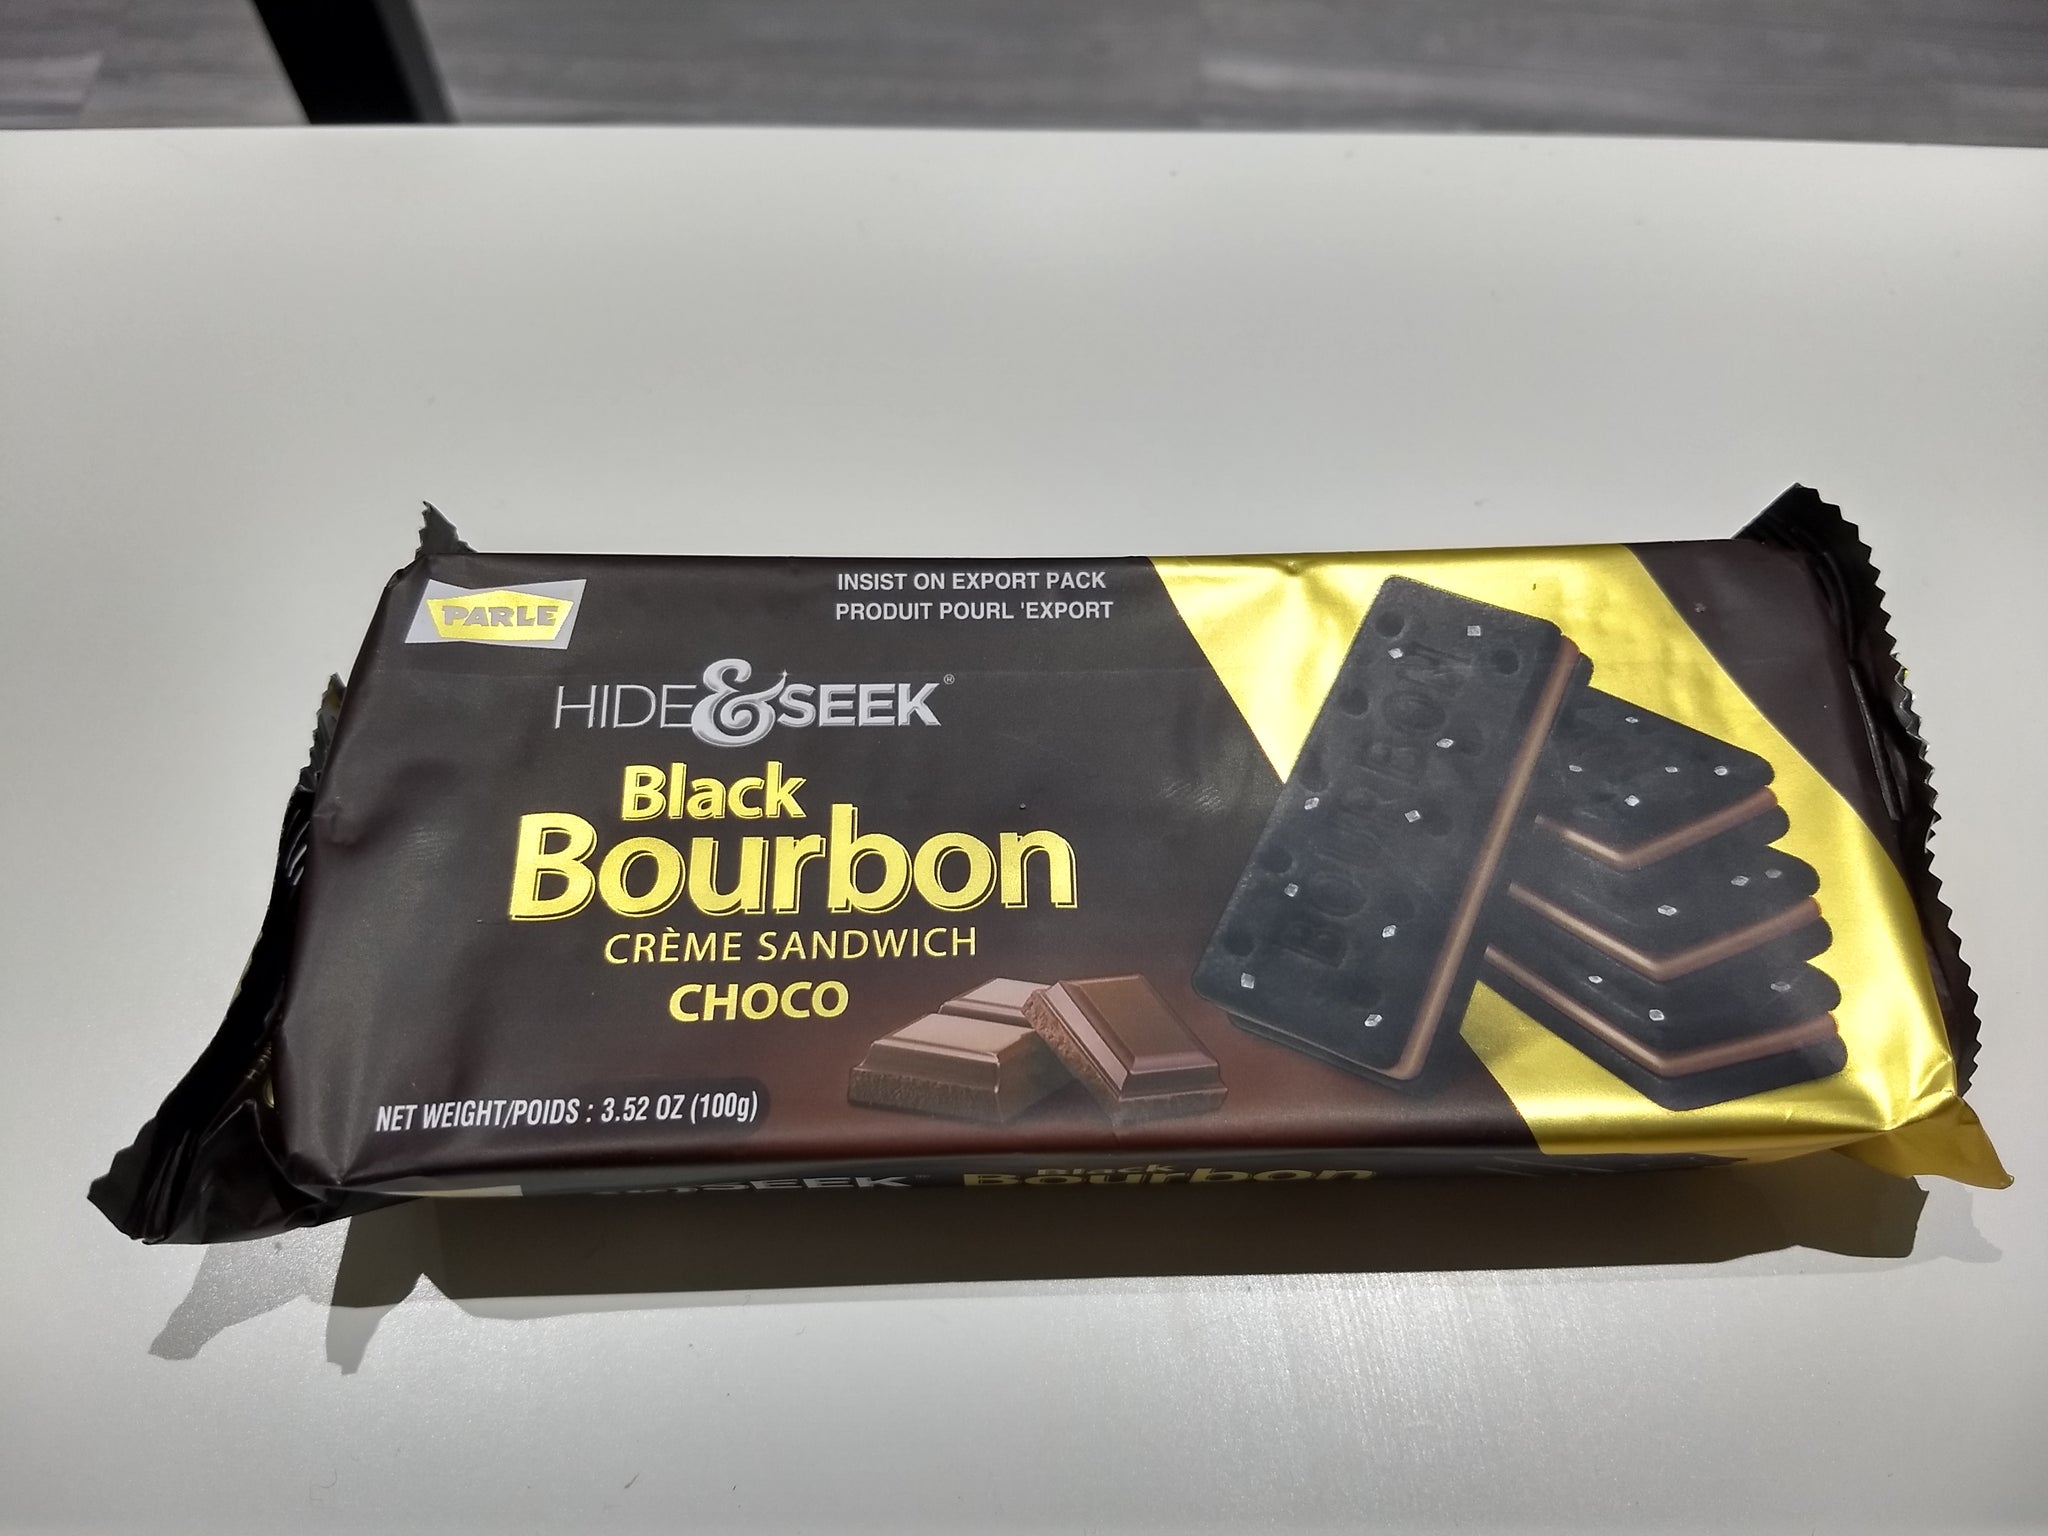 PARLE
INSIST ON EXPORT PACK
PRODUIT POURL 'EXPORT
HIDE&SEEK®
Black
Bourbon
CRÈME SANDWICH
CHOCO
NET WEIGHT/POIDS : 3.52 OZ (100g)
BOURBON
SEEK
Black
Bourbon